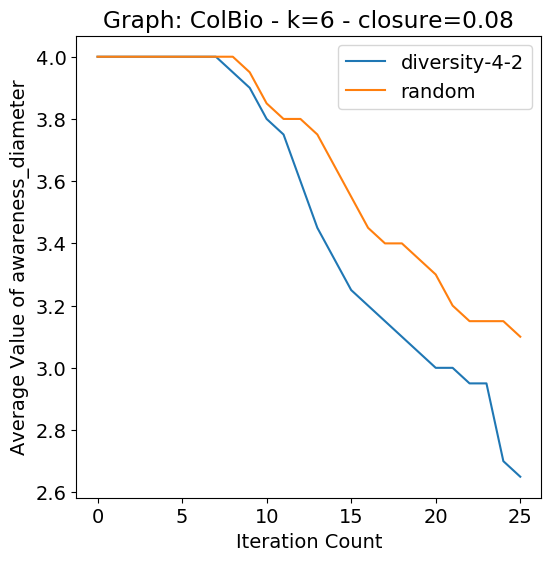 Graph: ColBio - k=6 - closure=0.08
diversity-4-2
random
4.0
3.8
3.6
3.4
3.2
3.0
2.8
2.6
Average Value of awareness_diameter
0 5 10 15 20 25
Iteration Count